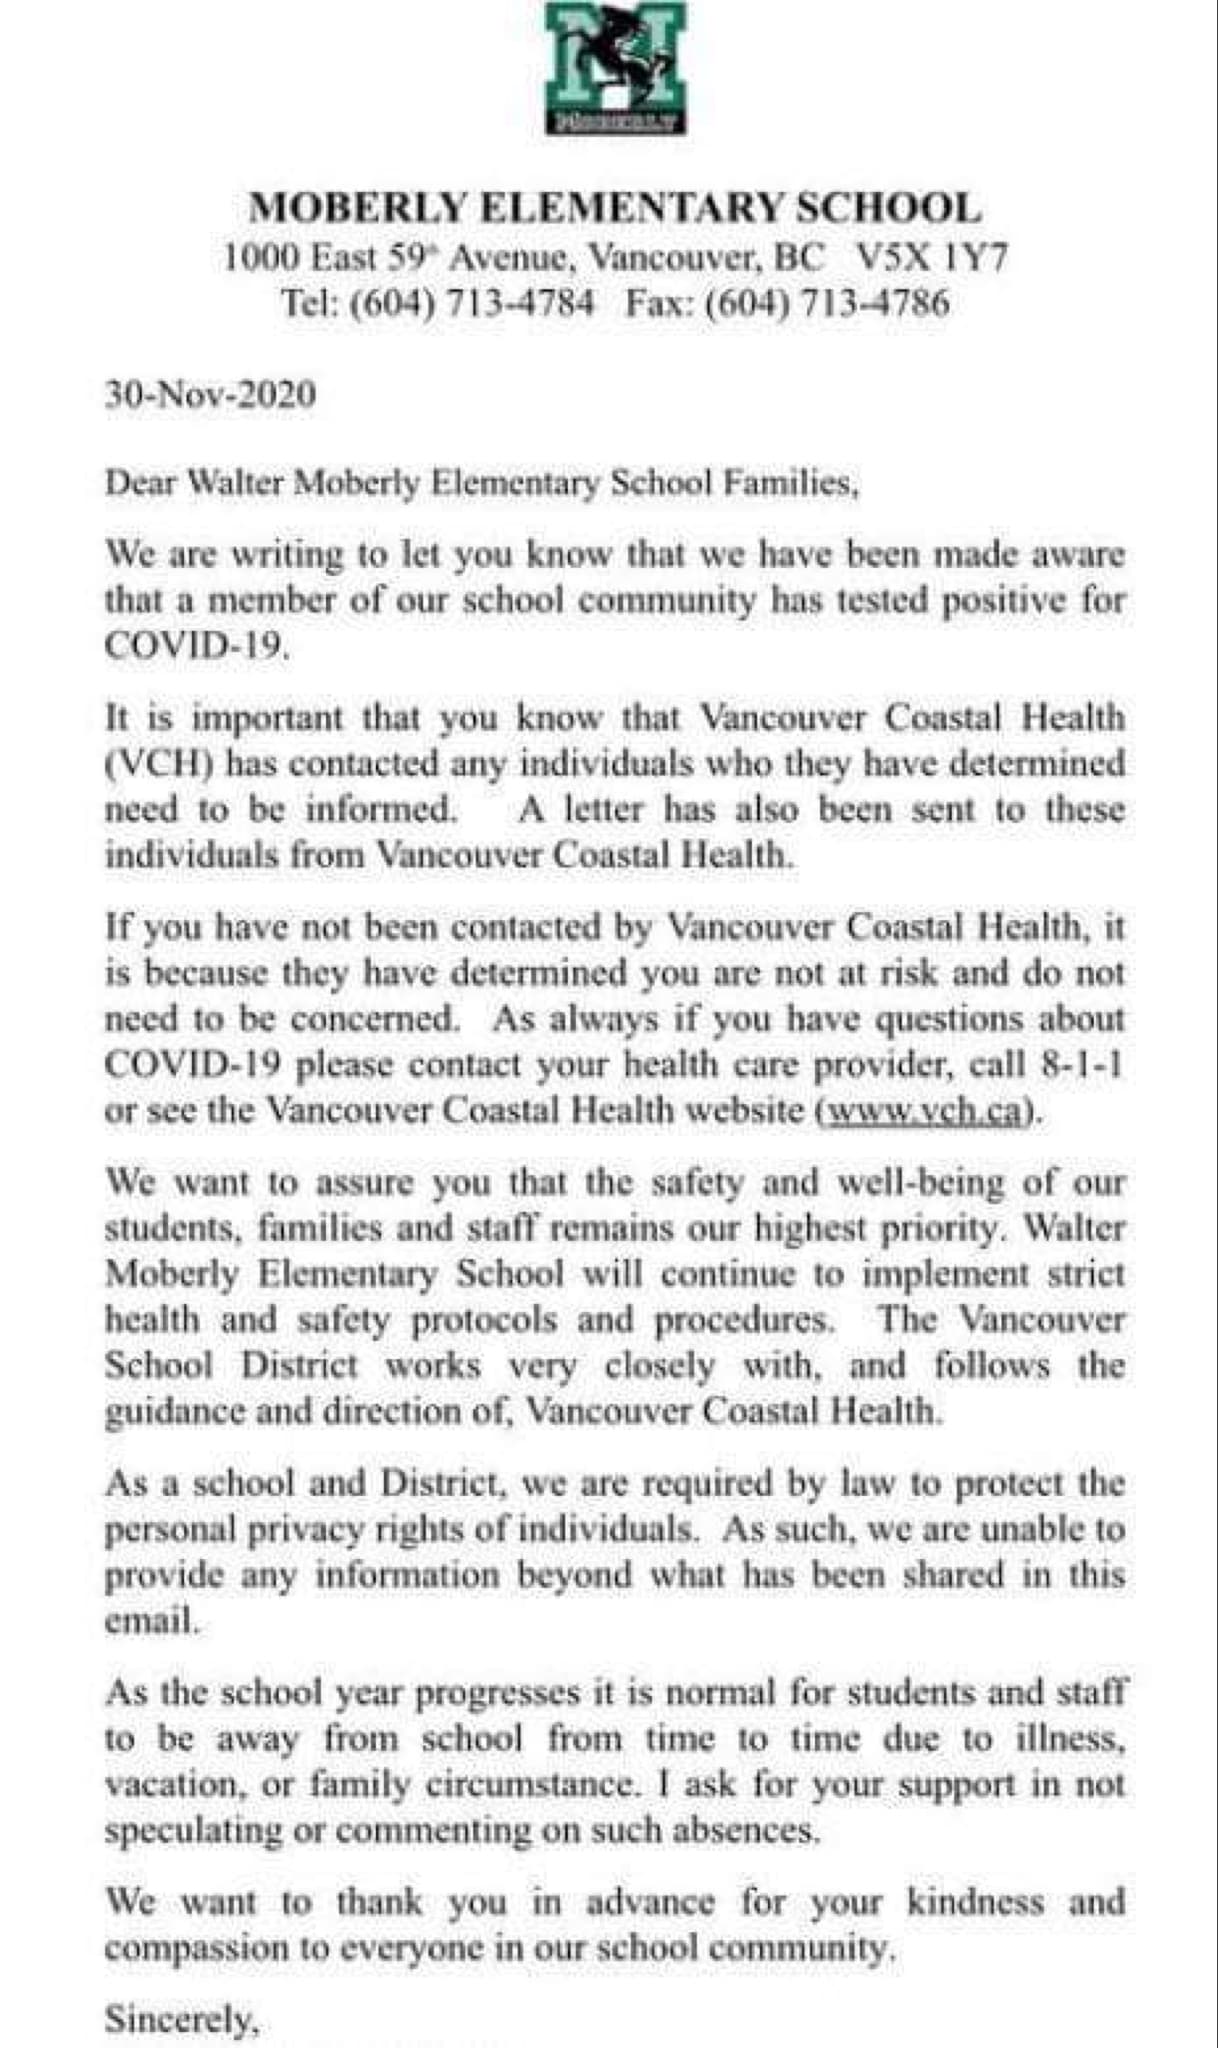 MOBERLY
MOBERLY ELEMENTARY SCHOOL
1000 East 59th Avenue, Vancouver, BC V5X 1Y7
Tel: (604) 713-4784 Fax: (604) 713-4786
30-Nov-2020
Dear Walter Moberly Elementary School Families,
We are writing to let you know that we have been made aware
that a member of our school community has tested positive for
COVID-19.
It is important that you know that Vancouver Coastal Health
(VCH) has contacted any individuals who they have determined
need to be informed. A letter has also been sent to these
individuals from Vancouver Coastal Health.
If you have not been contacted by Vancouver Coastal Health, it
is because they have determined you are not at risk and do not
need to be concerned. As always if you have questions about
COVID-19 please contact your health care provider, call 8-1-1
or see the Vancouver Coastal Health website (www.vch.ca).
We want to assure you that the safety and well-being of our
students, families and staff remains our highest priority. Walter
Moberly Elementary School will continue to implement strict
health and safety protocols and procedures. The Vancouver
School District works very closely with, and follows the
guidance and direction of, Vancouver Coastal Health.
As a school and District, we are required by law to protect the
personal privacy rights of individuals. As such, we are unable to
provide any information beyond what has been shared in this
email.
As the school year progresses it is normal for students and staff
to be away from school from time to time due to illness,
vacation, or family circumstance. I ask for your support in not
speculating or commenting on such absences.
We want to thank you in advance for your kindness and
compassion to everyone in our school community.
Sincerely,